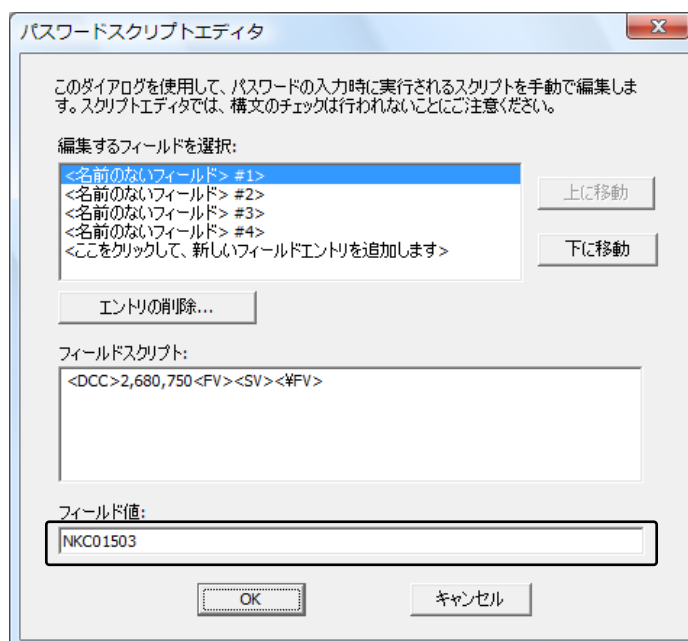 パスワードスクリプトエディタ
このダイアログを使用して、パスワードの入力時に実行されるスクリプトを手動で編集しま
す。スクリプトエディタでは、構文のチェックは行われないことにご注意ください。
編集するフィールドを選択:
<名前のないフィールド> #1>
<名前のないフィールド> #2>
<名前のないフィールド> #3>
<名前のないフィールド> #4>
<ここをクリックして、新しいフィールドエントリを追加します>
上に移動
下に移動
エントリの削除...
フィールドスクリプト:
<DCC>2,680,750<FV><SV><¥FV>
フィールド値:
NKC01503
OK
キャンセル